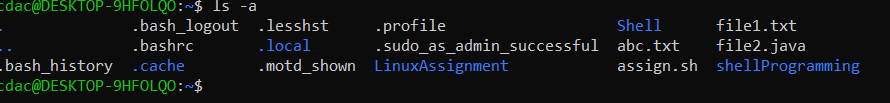 cdac@DESKTOP-9HFOLQO:~$ ls -a
. .bash_logout .lesshst .profile Shell file1.txt
.. .bashrc .local .sudo_as_admin_successful abc.txt file2.java
.bash_history .cache .motd_shown LinuxAssignment assign.sh shellProgramming
cdac@DESKTOP-9HFOLQO:~$